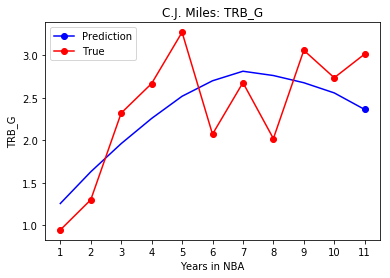 C.J. Miles: TRB_G
Prediction
True
TRB_G
3.0
2.5
2.0
1.5
1.0
1 2 3 4 5 6 7 8 9 10 11
Years in NBA